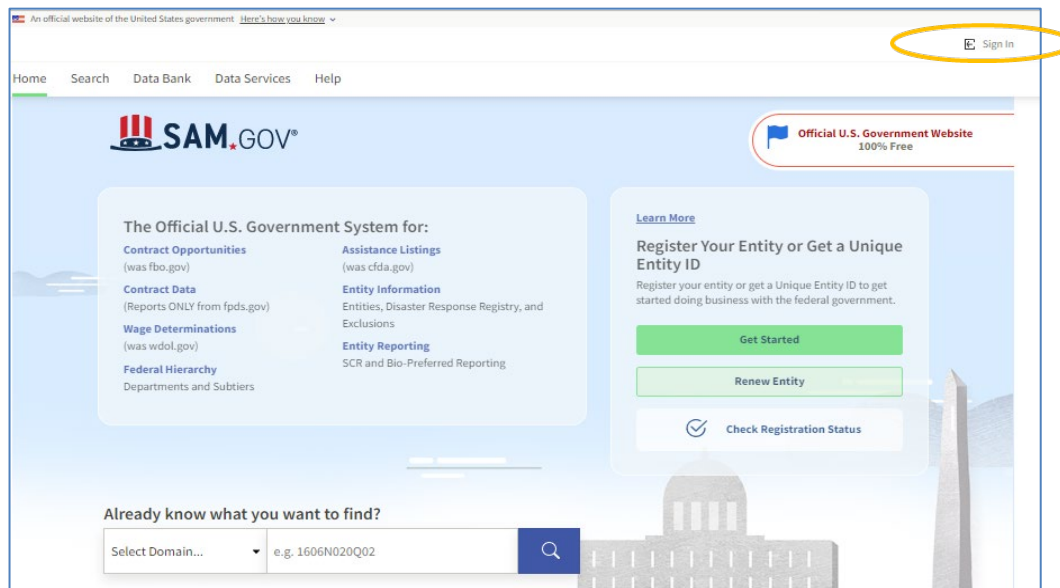 An official website of the United States government Here's how you know
Sign In
Home Search Data Bank Data Services Help
SAM.GOV®
Official U.S. Government Website
100% Free
The Official U.S. Government System for:
Contract Opportunities
(was fbo.gov)
Contract Data
(Reports ONLY from fpds.gov)
Wage Determinations
(was wdol.gov)
Federal Hierarchy
Departments and Subtiers
Assistance Listings
(was cfda.gov)
Entity Information
Entities, Disaster Response Registry, and
Exclusions
Entity Reporting
SCR and Bio-Preferred Reporting
Learn More
Register Your Entity or Get a Unique
Entity ID
Register your entity or get a Unique Entity ID to get
started doing business with the federal government.
Get Started
Renew Entity
Check Registration Status
Already know what you want to find?
Select Domain... e.g. 1606N020Q02